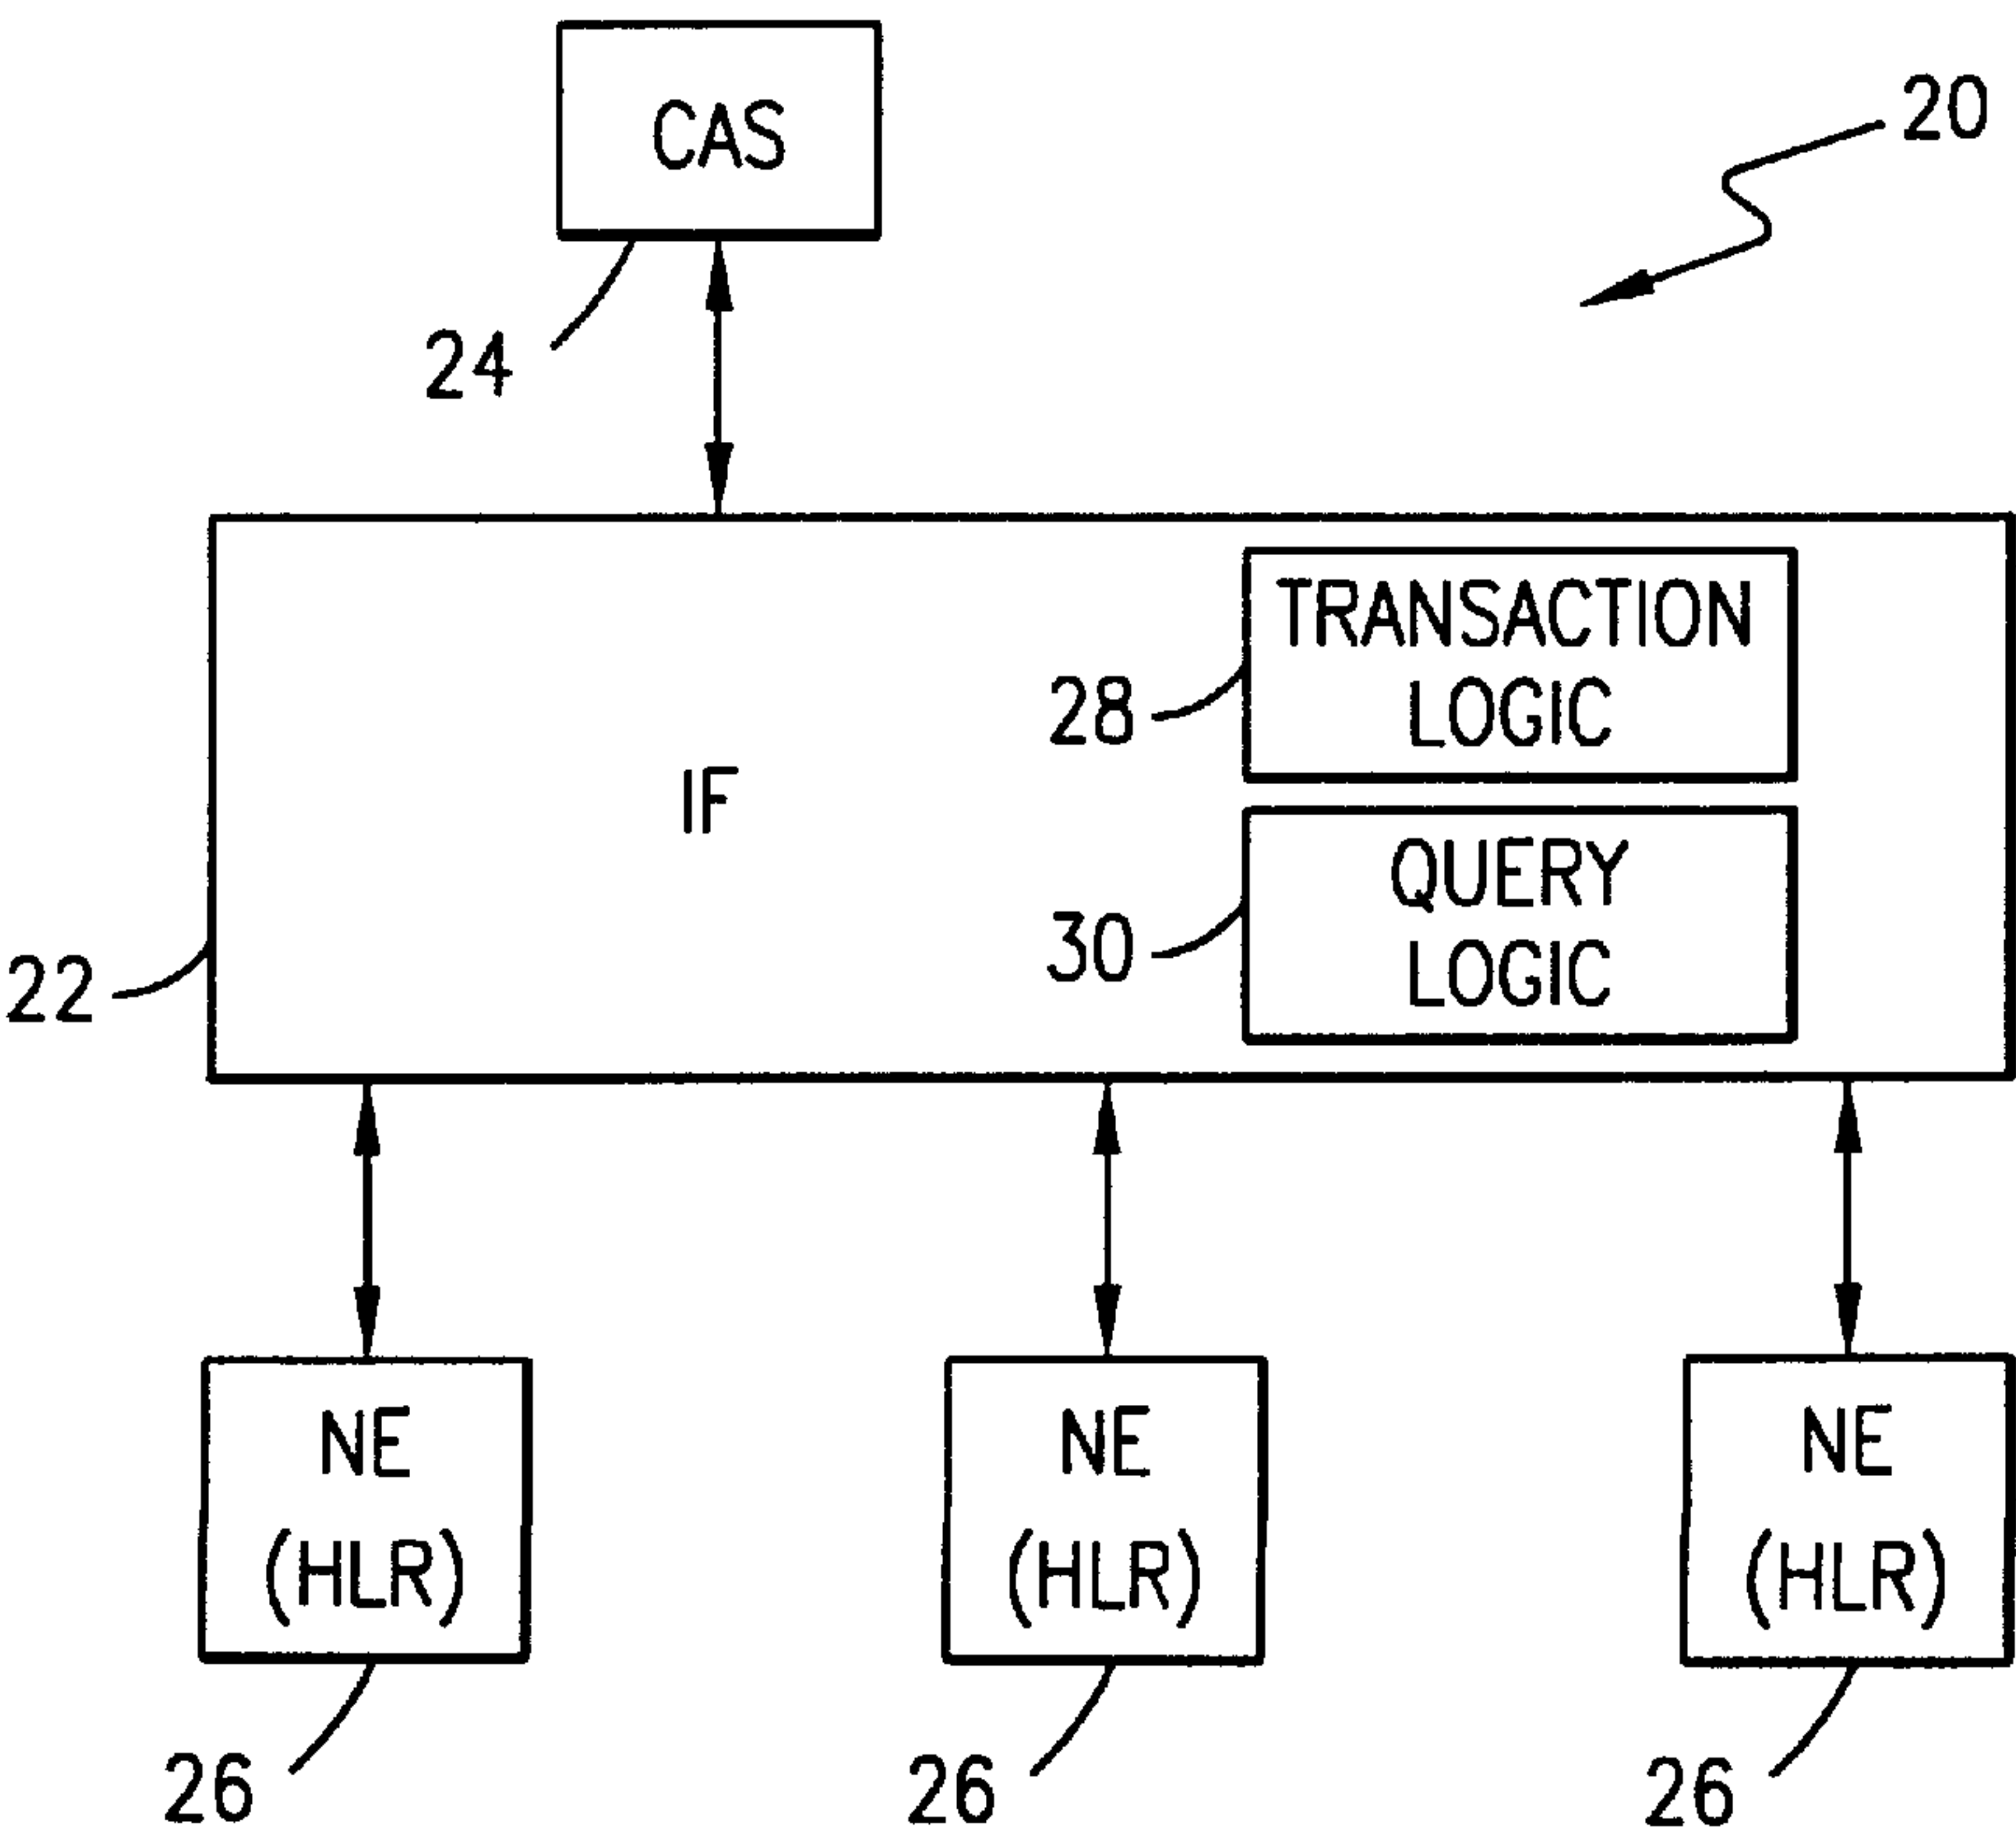 CAS
20
24
TRANSACTION
LOGIC
28
IF
QUERY
LOGIC
30
22
NE
(HLR)
NE
(HLR)
NE
(HLR)
26
26
26